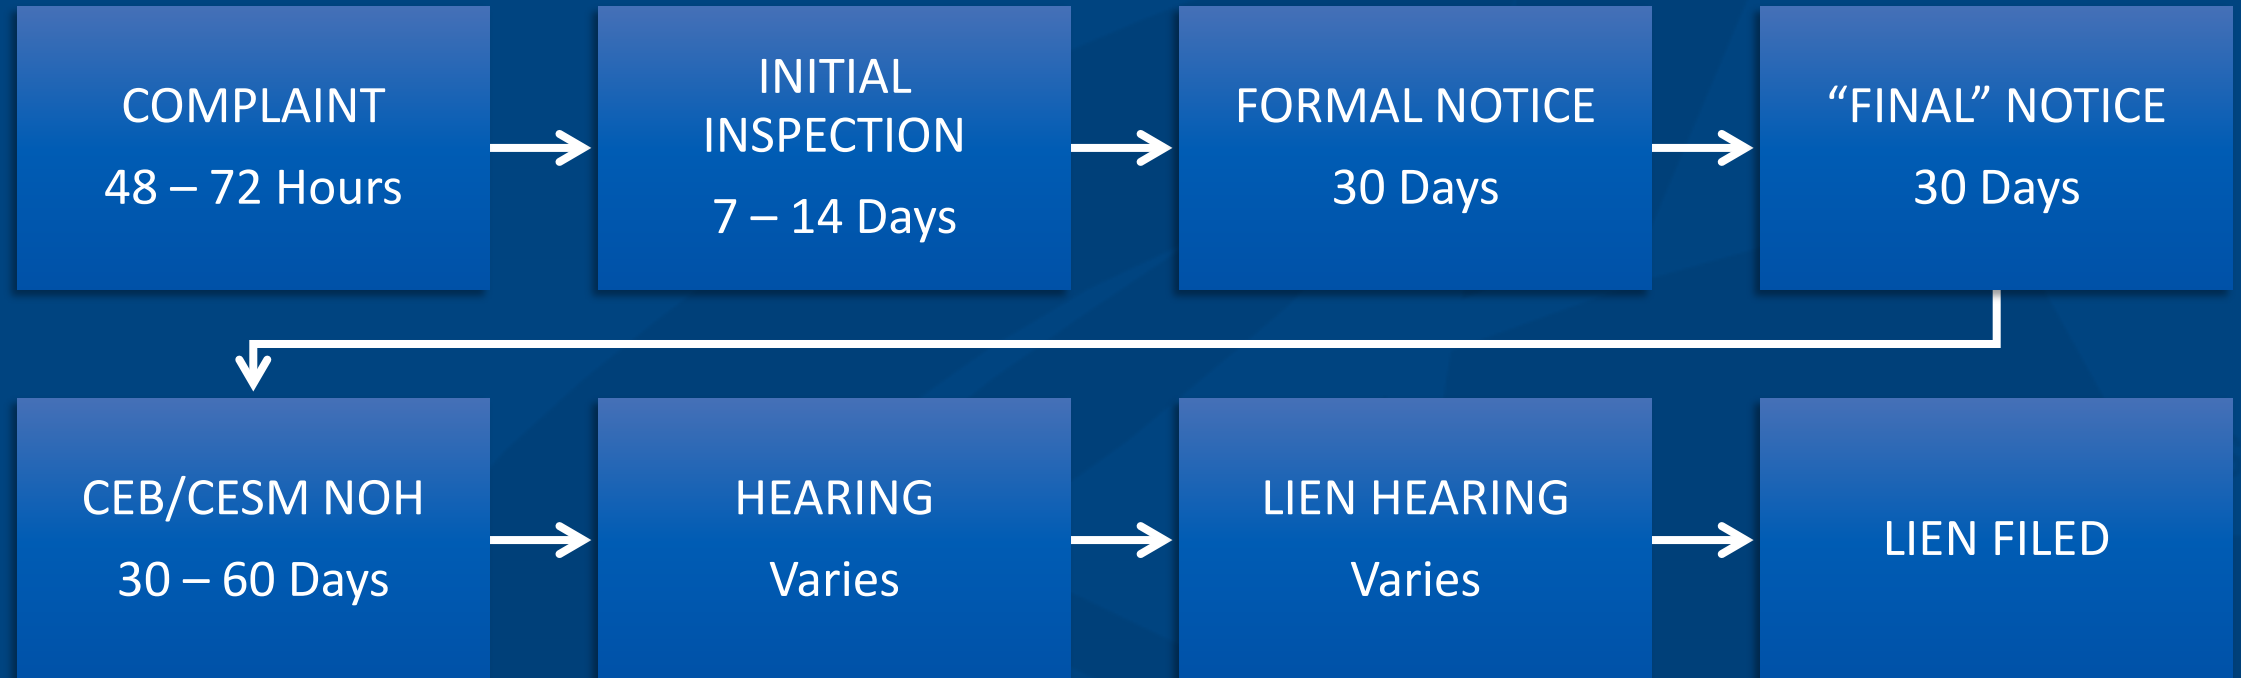 COMPLAINT
48 – 72 Hours
INITIAL
INSPECTION
7 – 14 Days
FORMAL NOTICE
30 Days
“FINAL” NOTICE
30 Days
CEB/CESM NOH
30 – 60 Days
HEARING
Varies
LIEN HEARING
Varies
LIEN FILED